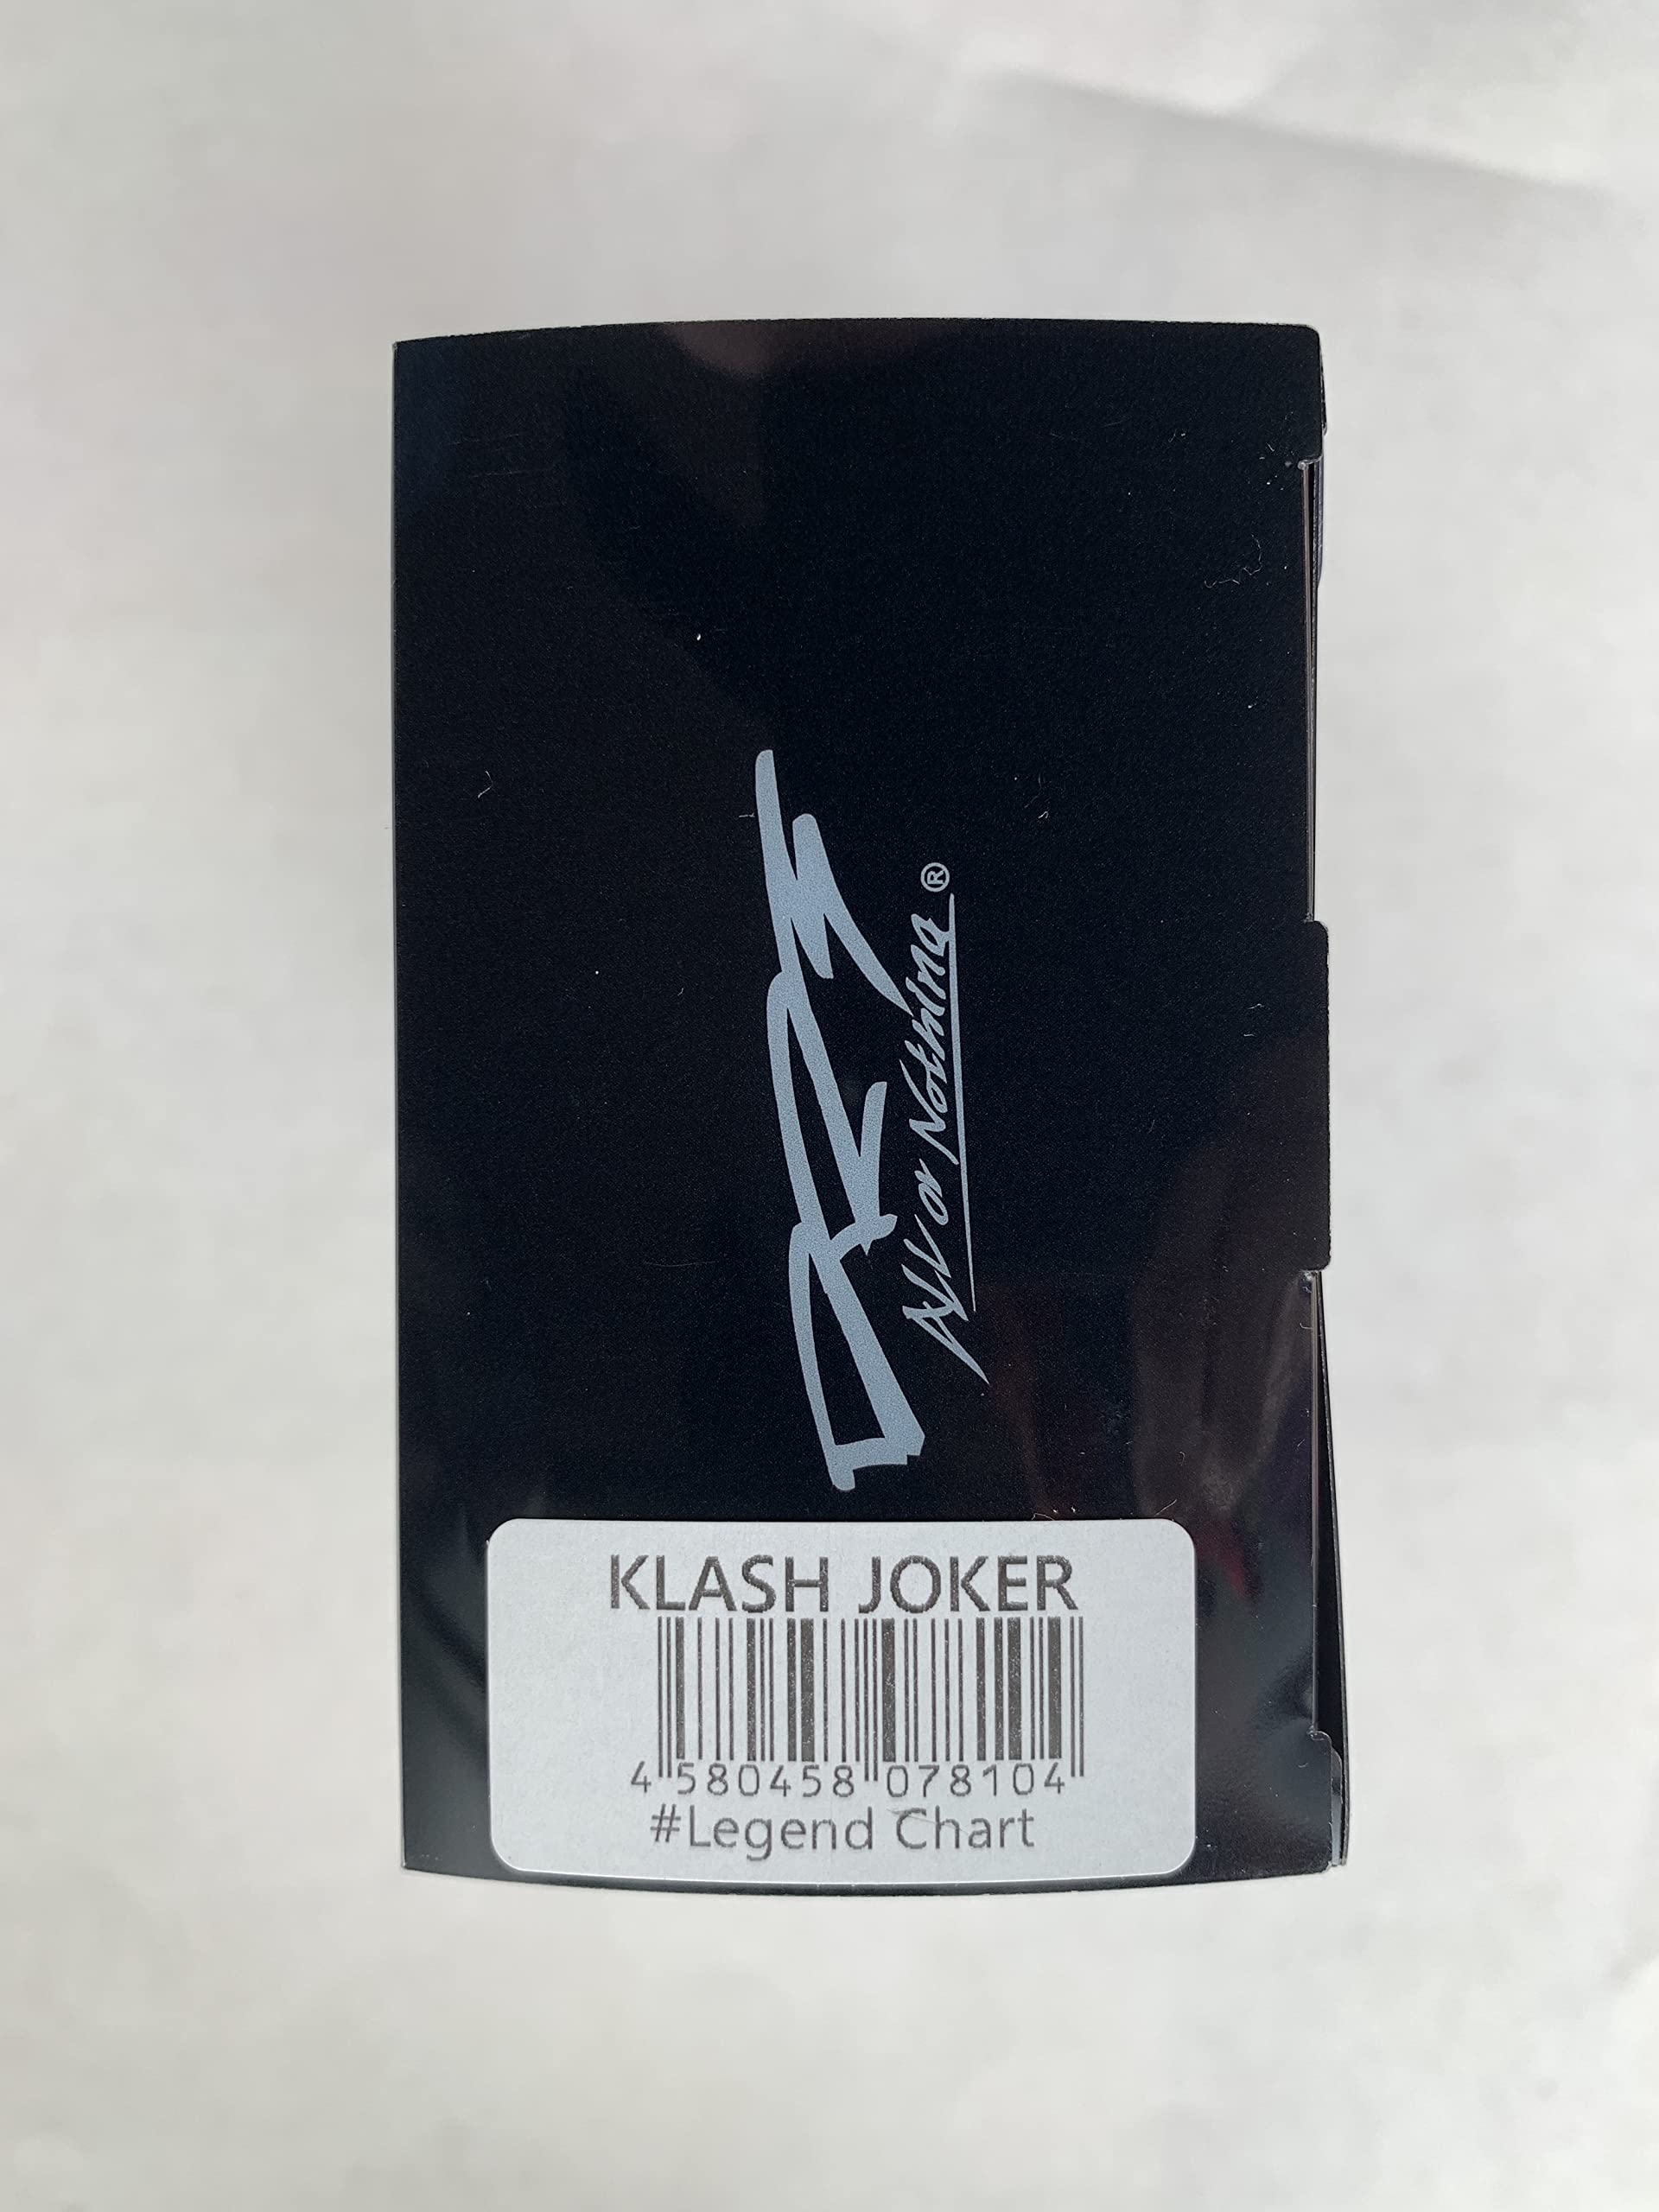 All or Nothing ®
KLASH JOKER
4 580458 078104
#Legend Chart